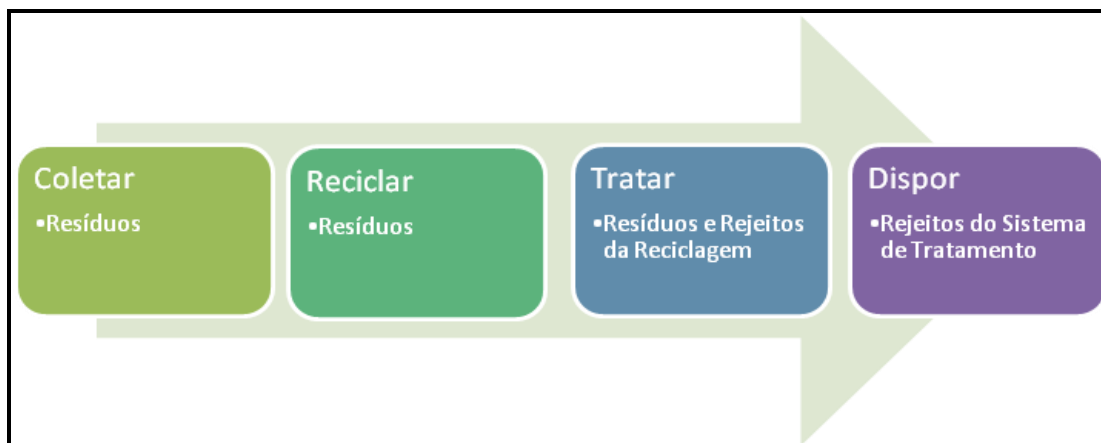 Coletar
•Resíduos
Reciclar
•Resíduos
Tratar
•Resíduos e Rejeitos
da Reciclagem
Dispor
•Rejeitos do Sistema
de Tratamento